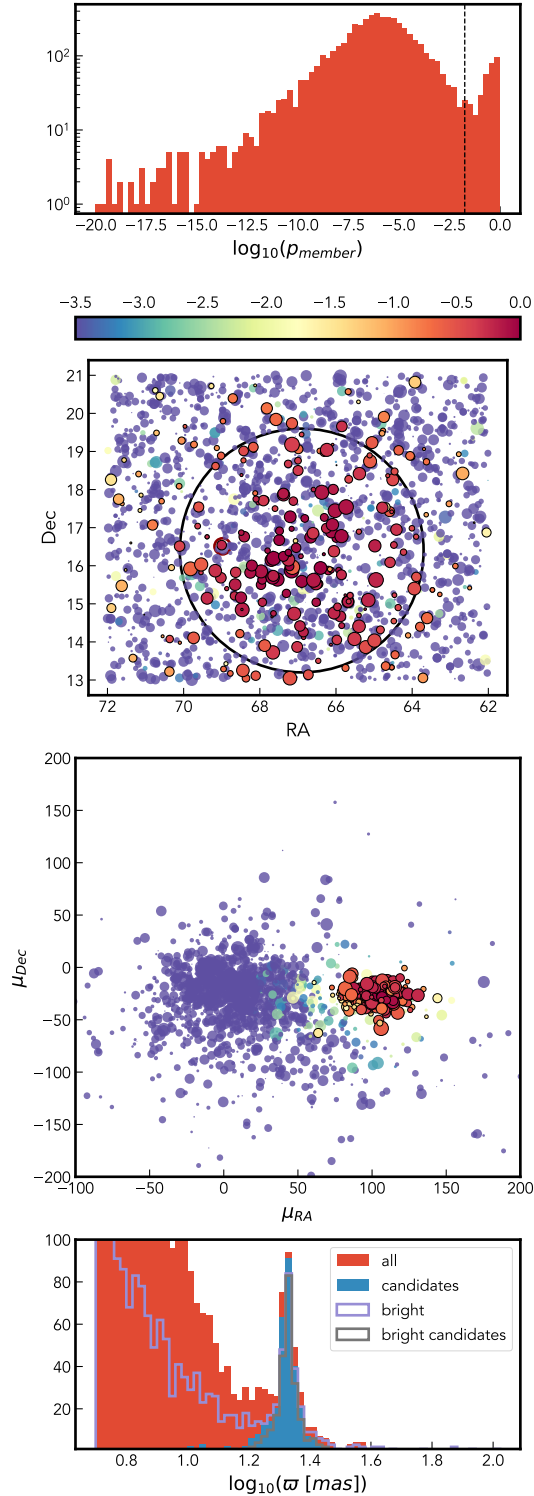 10²
10¹
10⁰
−20.0 −17.5 −15.0 −12.5 −10.0 −7.5 −5.0 −2.5 0.0
log₁₀(p_member)
−3.5 −3.0 −2.5 −2.0 −1.5 −1.0 −0.5 0.0
21
20
19
18
17
16
15
14
13
Dec
72 70 68 66 64 62
RA
200
150
100
50
0
−50
−100
−150
−200
μ_Dec
−100 −50 0 50 100 150 200
μ_RA
100
80
60
40
20
all
candidates
bright
bright candidates
0.8 1.0 1.2 1.4 1.6 1.8 2.0
log₁₀(ϖ [mas])